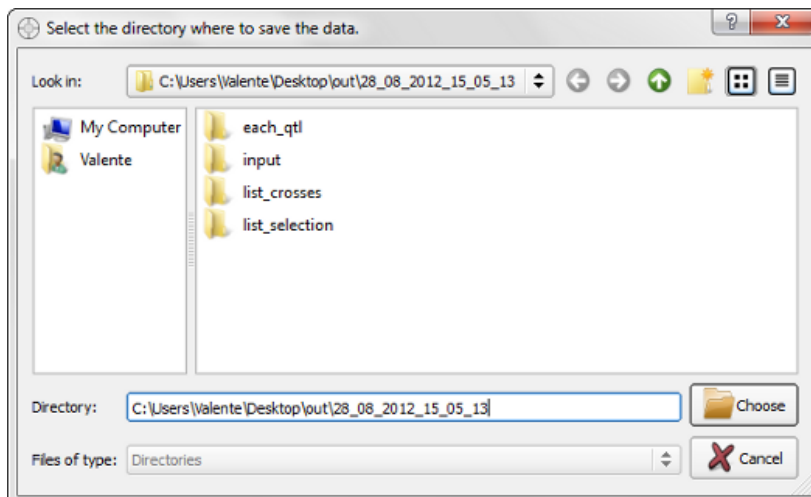 Select the directory where to save the data.
Look in: C:\Users\Valente\Desktop\out\28_08_2012_15_05_13
My Computer
Valente
each_qtl
input
list_crosses
list_selection
Directory: C:\Users\Valente\Desktop\out\28_08_2012_15_05_13
Choose
Files of type: Directories
Cancel